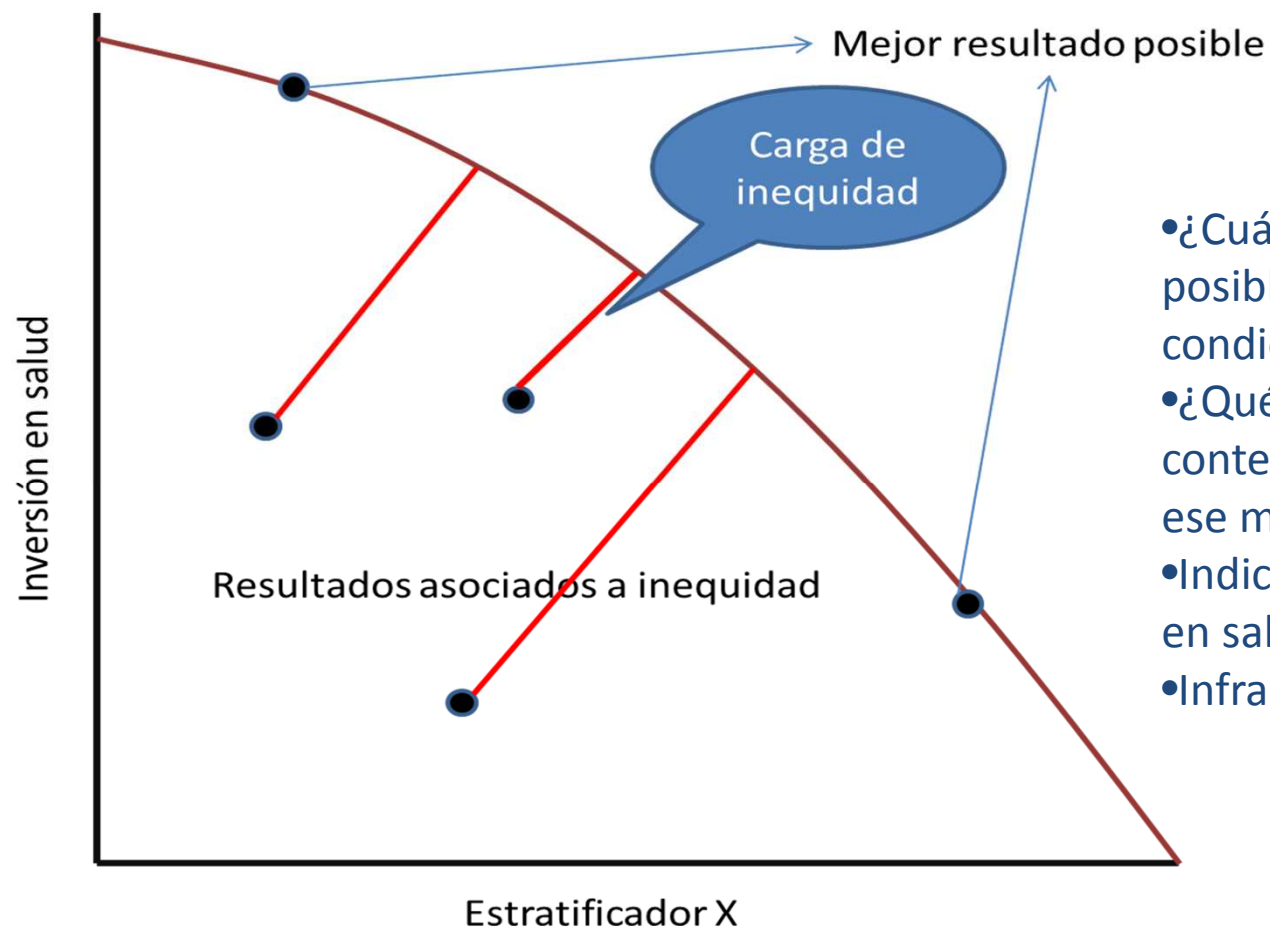 Mejor resultado posible
Carga de
inequidad
Inversión en salud
Resultados asociados a inequidad
Estratificador X
•¿Cuá
posibl
condi
•¿Qué
conte
ese m
•Indic
en sal
•Infra